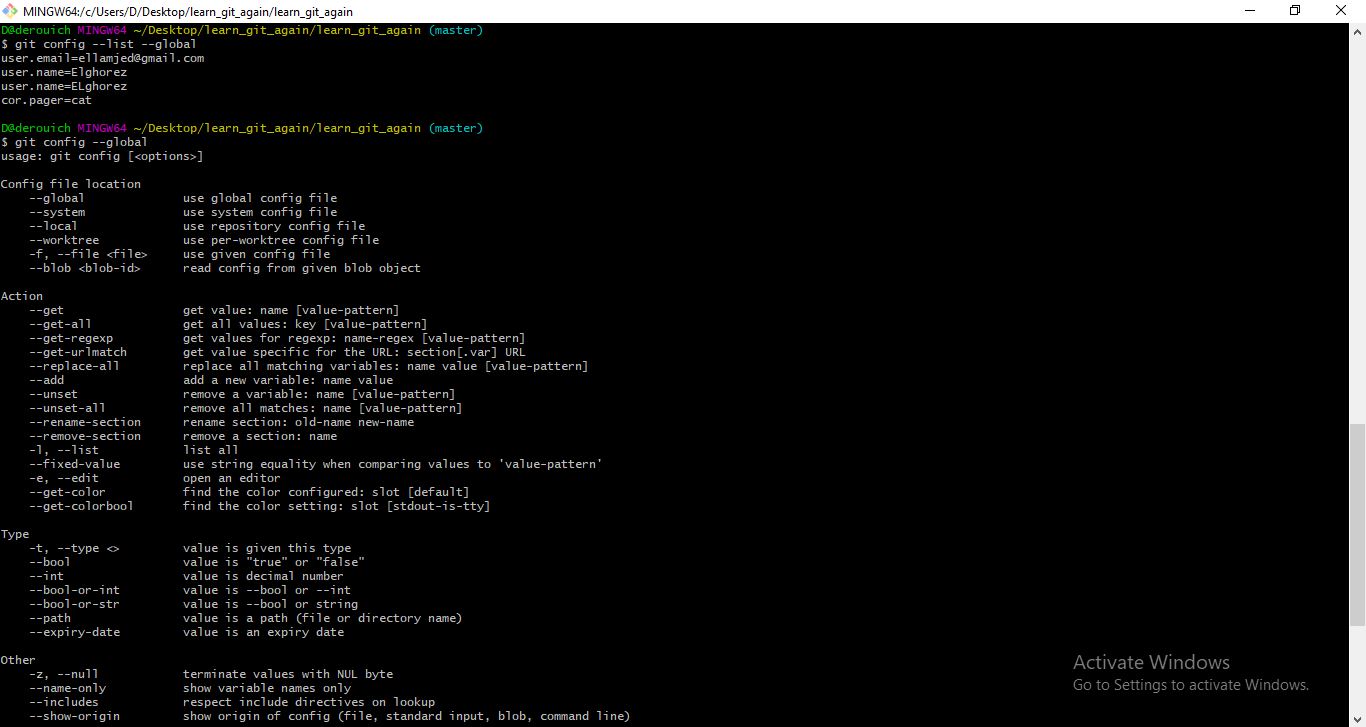 MINGW64:/c/Users/D/Desktop/learn_git_again/learn_git_again
D@derouich MINGW64 ~/Desktop/learn_git_again/learn_git_again (master)
$ git config --list --global
user.email=ellamjed@gmail.com
user.name=Elghorez
user.name=ELghorez
cor.pager=cat
D@derouich MINGW64 ~/Desktop/learn_git_again/learn_git_again (master)
$ git config --global
usage: git config [<options>]
Config file location
--global use global config file
--system use system config file
--local use repository config file
--worktree use per-worktree config file
-f, --file <file> use given config file
--blob <blob-id> read config from given blob object
Action
--get get value: name [value-pattern]
--get-all get all values: key [value-pattern]
--get-regexp get values for regexp: name-regex [value-pattern]
--get-urlmatch get value specific for the URL: section[.var] URL
--replace-all replace all matching variables: name value [value-pattern]
--add add a new variable: name value
--unset remove a variable: name [value-pattern]
--unset-all remove all matches: name [value-pattern]
--rename-section rename section: old-name new-name
--remove-section remove a section: name
-l, --list list all
--fixed-value use string equality when comparing values to 'value-pattern'
-e, --edit open an editor
--get-color find the color configured: slot [default]
--get-colorbool find the color setting: slot [stdout-is-tty]
Type
-t, --type <> value is given this type
--bool value is "true" or "false"
--int value is decimal number
--bool-or-int value is --bool or --int
--bool-or-str value is --bool or string
--path value is a path (file or directory name)
--expiry-date value is an expiry date
Other
-z, --null terminate values with NUL byte
--name-only show variable names only
--includes respect include directives on lookup
--show-origin show origin of config (file, standard input, blob, command line)
Activate Windows
Go to Settings to activate Windows.